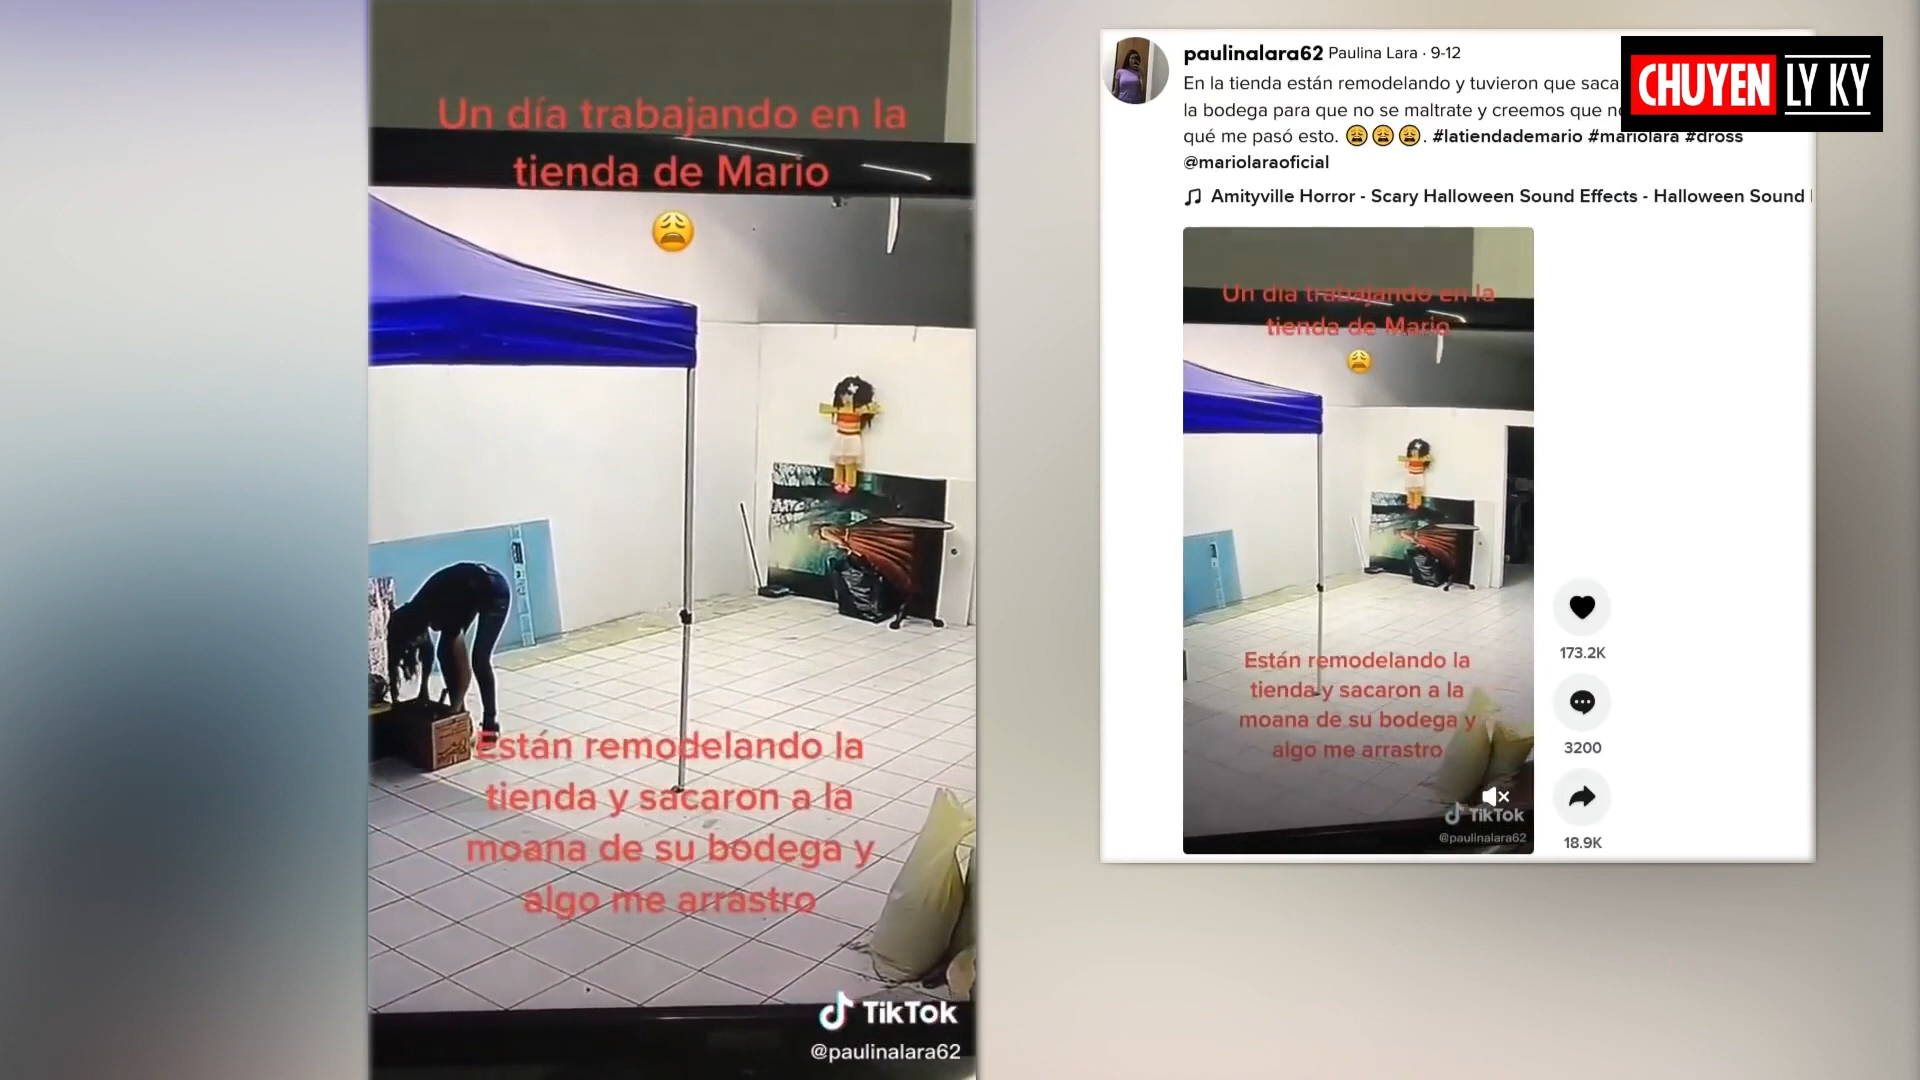 Un día trabajando en la
tienda de Mario
Están remodelando la
tienda y sacaron a la
moana de su bodega y
algo me arrastro
TikTok
@paulinalara62
paulinalara62 Paulina Lara · 9-12
En la tienda están remodelando y tuvieron que saca
la bodega para que no se maltrate y creemos que n
qué me pasó esto. 😩😩😩. #latiendademario #mariolara #dross
@mariolaraoficial
Amityville Horror - Scary Halloween Sound Effects - Halloween Sound
CHUYEN LY KY
Un día trabajando en la
tienda de Mario
Están remodelando la
tienda y sacaron a la
moana de su bodega y
algo me arrastro
TikTok
@paulinalara62
173.2K
3200
18.9K